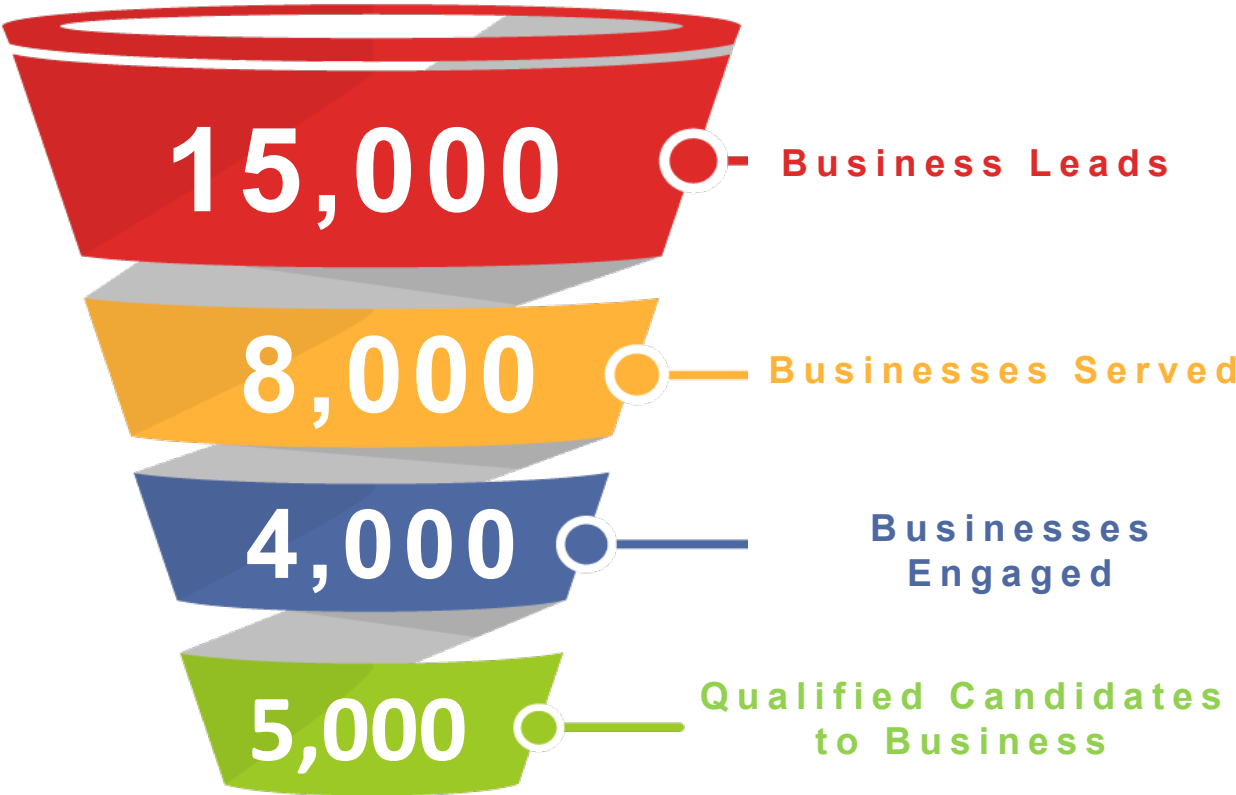 15,000
Business Leads
8,000
Businesses Served
4,000
Businesses
Engaged
5,000
Qualified Candidates
to Business